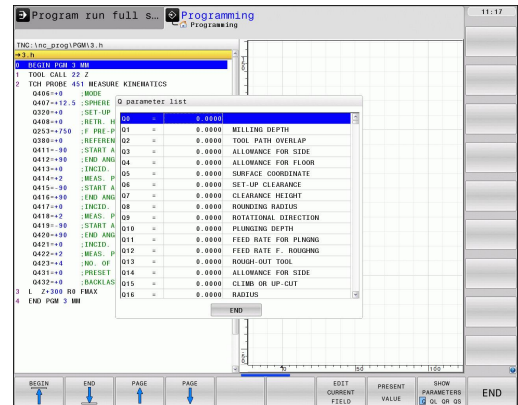 Program run full s...
Programming
Programming
11:17
TNC:\nc_prog\PGM\3.h
→3.h
0 BEGIN PGM 3 MM
1 TOOL CALL 22 Z
2 TCH PROBE 451 MEASURE KINEMATICS
Q406=+0 ;MODE
Q407=+12.5 ;SPHERE
Q320=+0 ;SET-UP
Q408=+0 ;RETR. H
Q253=+750 ;F PRE-P
Q380=+0 ;REFEREN
Q411=-90 ;START A
Q412=+90 ;END ANG
Q413=+0 ;INCID.
Q414=+2 ;MEAS. P
Q415=-90 ;START A
Q416=+90 ;END ANG
Q417=+0 ;INCID.
Q418=+2 ;MEAS. P
Q419=-90 ;START A
Q420=+90 ;END ANG
Q421=+0 ;INCID.
Q422=+2 ;MEAS. P
Q423=+4 ;NO. OF
Q431=+0 ;PRESET
Q432=+0 ;BACKLAS
3 L Z+300 R0 FMAX
4 END PGM 3 MM
Q parameter list
Q0 = 0.0000
Q1 = 0.0000 MILLING DEPTH
Q2 = 0.0000 TOOL PATH OVERLAP
Q3 = 0.0000 ALLOWANCE FOR SIDE
Q4 = 0.0000 ALLOWANCE FOR FLOOR
Q5 = 0.0000 SURFACE COORDINATE
Q6 = 0.0000 SET-UP CLEARANCE
Q7 = 0.0000 CLEARANCE HEIGHT
Q8 = 0.0000 ROUNDING RADIUS
Q9 = 0.0000 ROTATIONAL DIRECTION
Q10 = 0.0000 PLUNGING DEPTH
Q11 = 0.0000 FEED RATE FOR PLNGNG
Q12 = 0.0000 FEED RATE F. ROUGHNG
Q13 = 0.0000 ROUGH-OUT TOOL
Q14 = 0.0000 ALLOWANCE FOR SIDE
Q15 = 0.0000 CLIMB OR UP-CUT
Q16 = 0.0000 RADIUS
END
50
100
BEGIN
END
PAGE
PAGE
EDIT
CURRENT
FIELD
PRESENT
VALUE
SHOW
PARAMETERS
Q QL QR QS
END